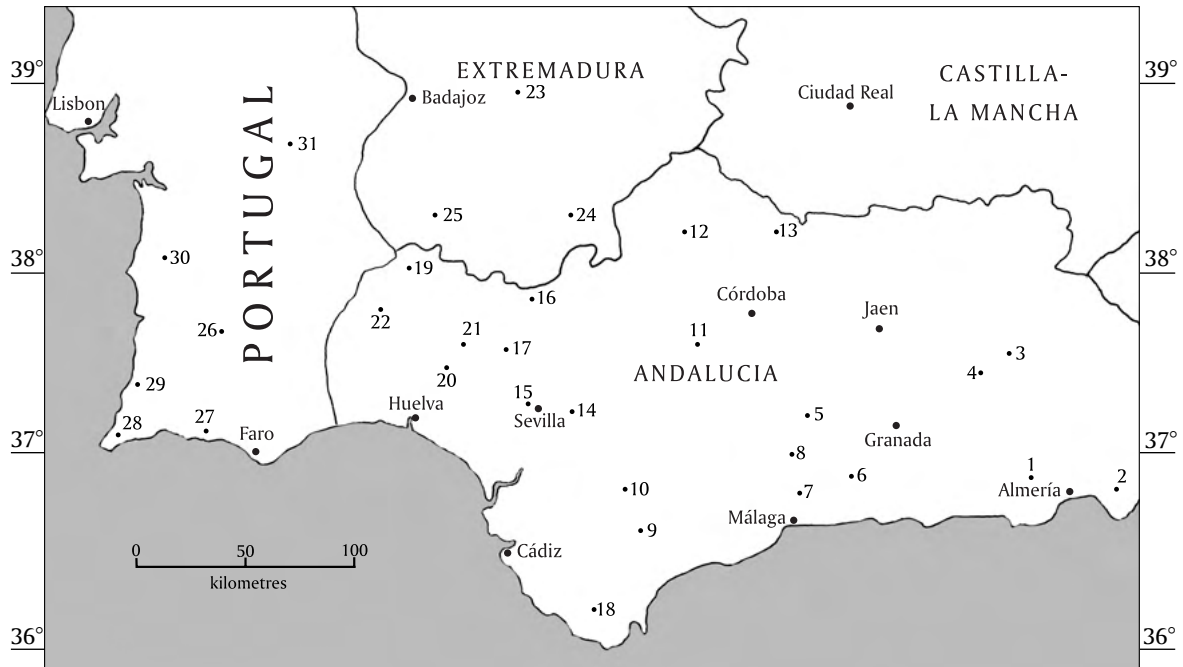 39°
39°
EXTREMADURA
CASTILLA-
LA MANCHA
Lisbon
Badajoz
23
Ciudad Real
PORTUGAL
31
25
24
12
13
38°
38°
30
19
16
Córdoba
Jaen
22
26
21
17
11
3
4
20
ANDALUCIA
29
Huelva
15
Sevilla
14
5
28
27
Faro
Granada
37°
37°
8
1
2
6
Almería
10
7
Málaga
9
Cádiz
0
50
100
kilometres
18
36°
36°